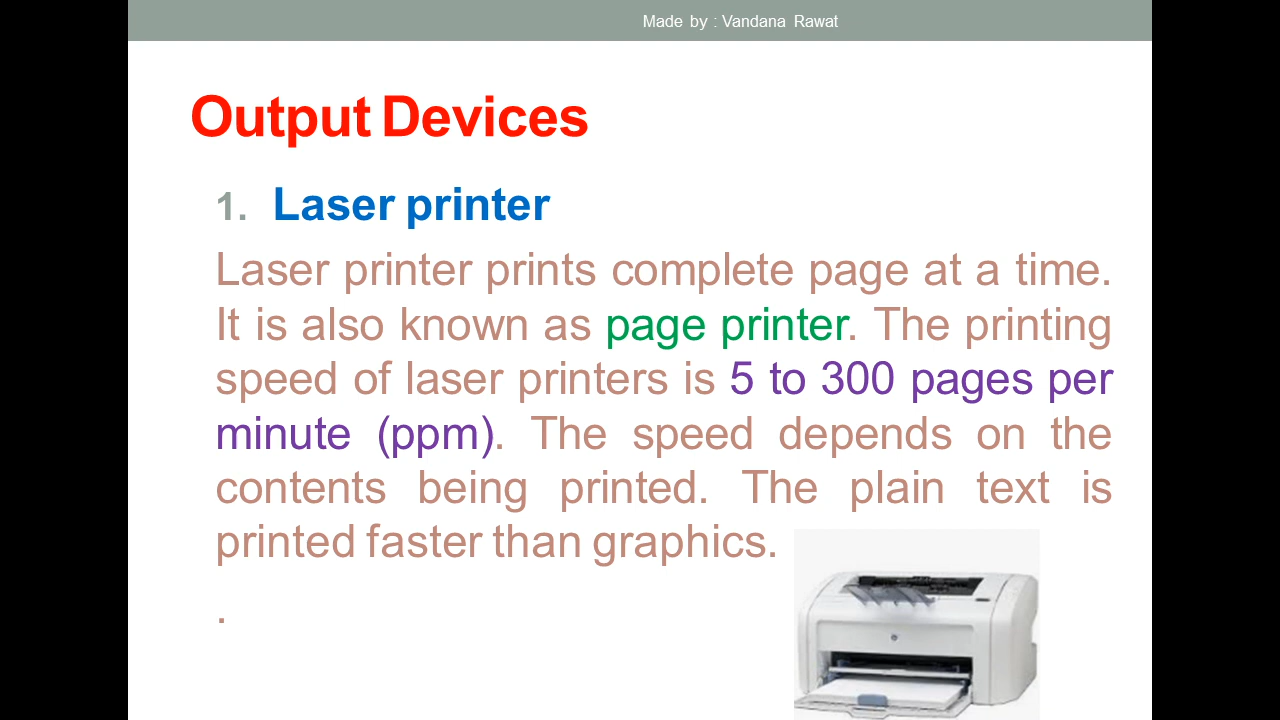 Made by : Vandana Rawat
Output Devices
1. Laser printer
Laser printer prints complete page at a time.
It is also known as page printer. The printing
speed of laser printers is 5 to 300 pages per
minute (ppm). The speed depends on the
contents being printed. The plain text is
printed faster than graphics.
.